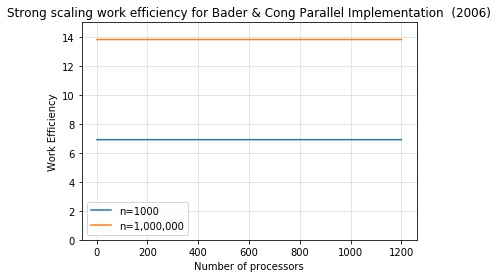 Strong scaling work efficiency for Bader & Cong Parallel Implementation (2006)
14
12
10
8
6
4
2
0
Work Efficiency
n=1000
n=1,000,000
0 200 400 600 800 1000 1200
Number of processors